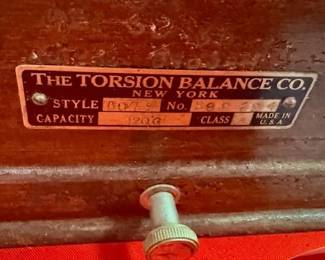 THE TORSION BALANCE CO.
NEW YORK
STYLE No.
CAPACITY CLASS MADE IN U.S.A